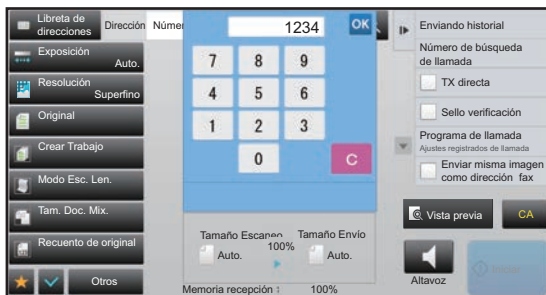 Libreta de
direcciones
Dirección
Númer
Exposición
Auto.
Resolución
Superfino
Original
Crear Trabajo
Modo Esc. Len.
Tam. Doc. Mix.
Recuento de original
Otros
1234
OK
7 8 9
4 5 6
1 2 3
0 C
Tamaño Escaneo Tamaño Envio
100%
Auto. Auto.
Memoria recepción : 100%
Enviando historial
Número de búsqueda
de llamada
TX directa
Sello verificación
Programa de llamada
Ajustes registrados de llamada
Enviar misma imagen
como dirección fax
Vista previa
CA
Altavoz